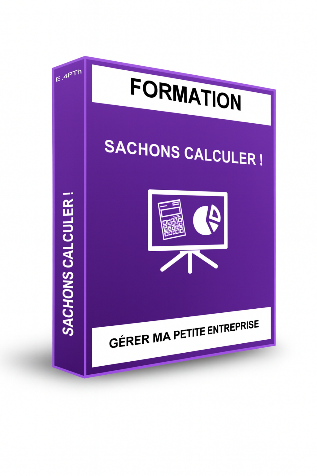 FORMATION
SACHONS CALCULER !
GÉRER MA PETITE ENTREPRISE
SACHONS CALCULER !